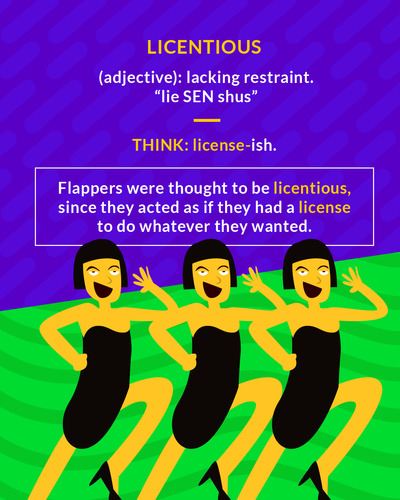 LICENTIOUS
(adjective): lacking restraint.
“lie SEN shus”
THINK: license-ish.
Flappers were thought to be licentious,
since they acted as if they had a license
to do whatever they wanted.